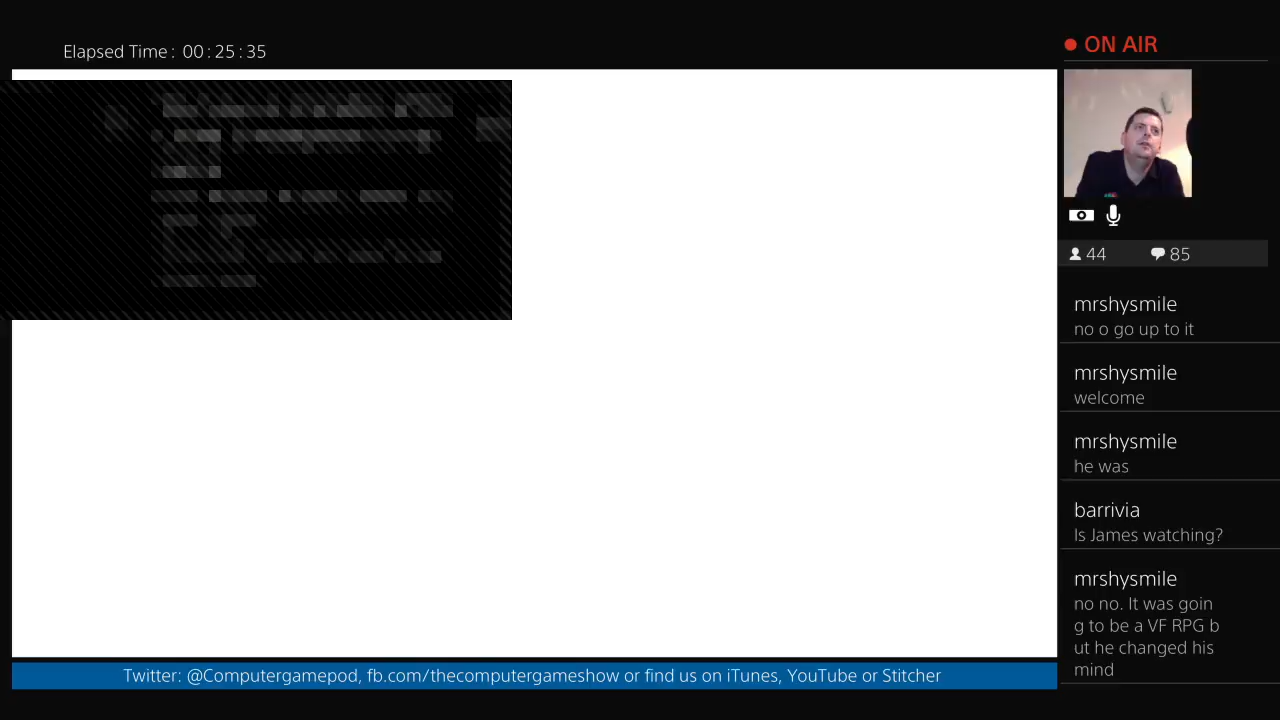 Elapsed Time: 00:25:35
ON AIR
44 85
mrshysmile
no o go up to it
mrshysmile
welcome
mrshysmile
he was
barrivia
Is James watching?
mrshysmile
no no. It was goin
g to be a VF RPG b
ut he changed his
mind
Twitter: @Computergamepod, fb.com/thecomputergameshow or find us on iTunes, YouTube or Stitcher